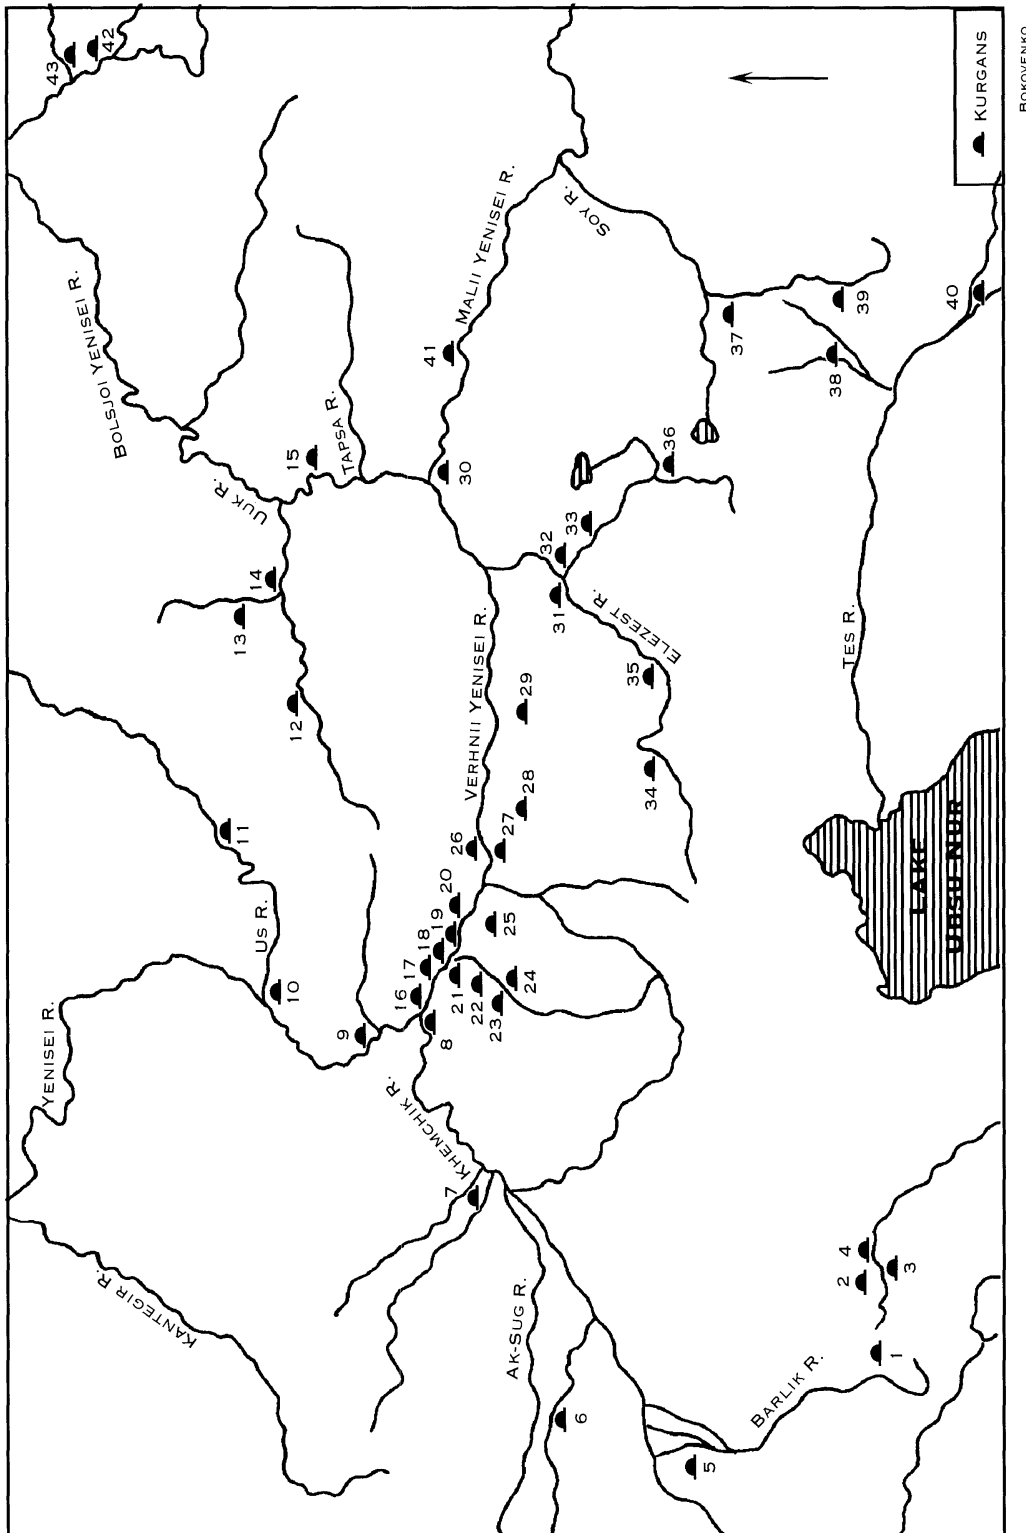 KURGANS
BOKOVENKO
43
42
BOLSJOI YENISEI R.
MALII YENISEI R.
SOY R.
40
39
37
38
41
TAPSA R.
15
30
36
UUK R.
14
13
12
33
32
31
ELEZEST R.
TES R.
VERHNII YENISEI R.
29
35
34
28
27
26
11
LAKE
UBSU NUR
US R.
20
19
18
17
16
25
24
21
22
23
10
9
8
YENISEI R.
KHEMCHIK R.
7
KANTEGIR R.
AK-SUG R.
4
2
3
1
BARLIK R.
6
5